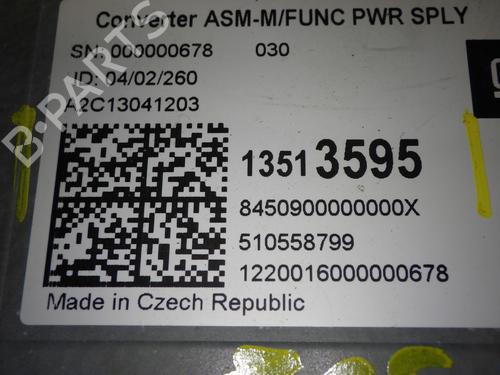 Converter ASM-M/FUNC PWR SPLY
SN: 000000678 030
ID: 04/02/260
A2C13041203
13513595
8450900000000X
510558799
1220016000000678
Made in Czech Republic
B-PARTS